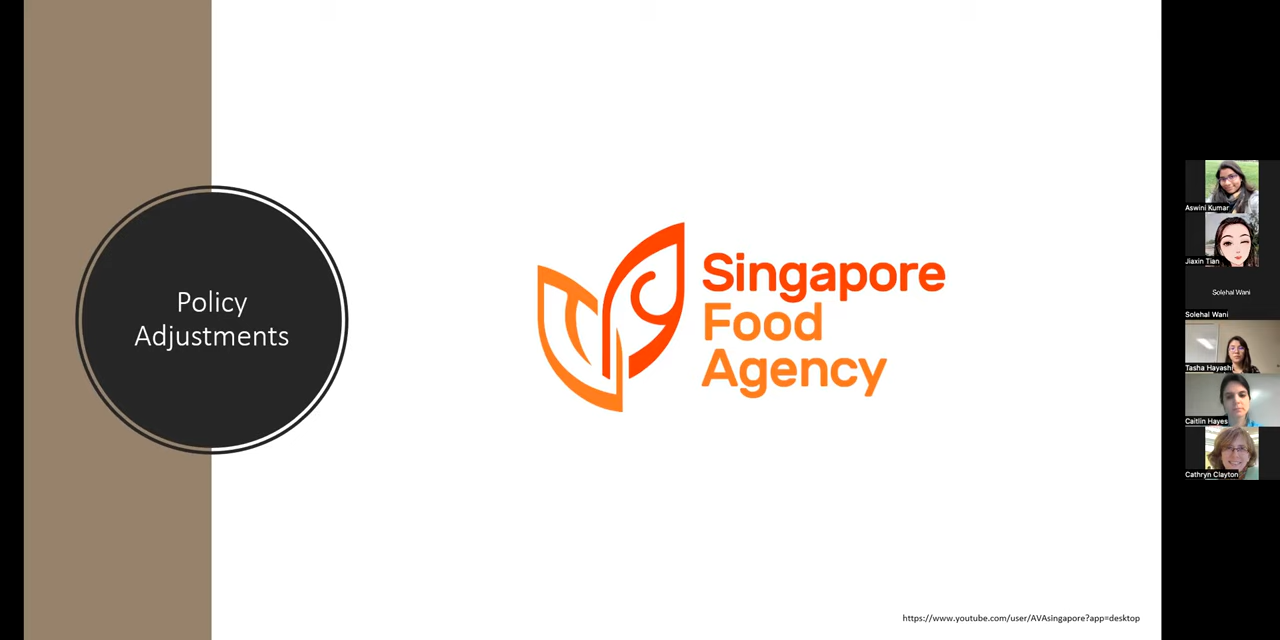 Policy
Adjustments
Singapore
Food
Agency
https://www.youtube.com/user/AVAsingapore?app=desktop
Aswini Kumar
Jiaxin Tian
Solehal Wani
Solehal Wani
Tasha Hayash
Caitlin Hayes
Cathryn Clayton